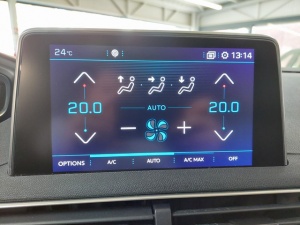 24°C 13:14
20.0 AUTO 20.0
OPTIONS A/C AUTO A/C MAX OFF